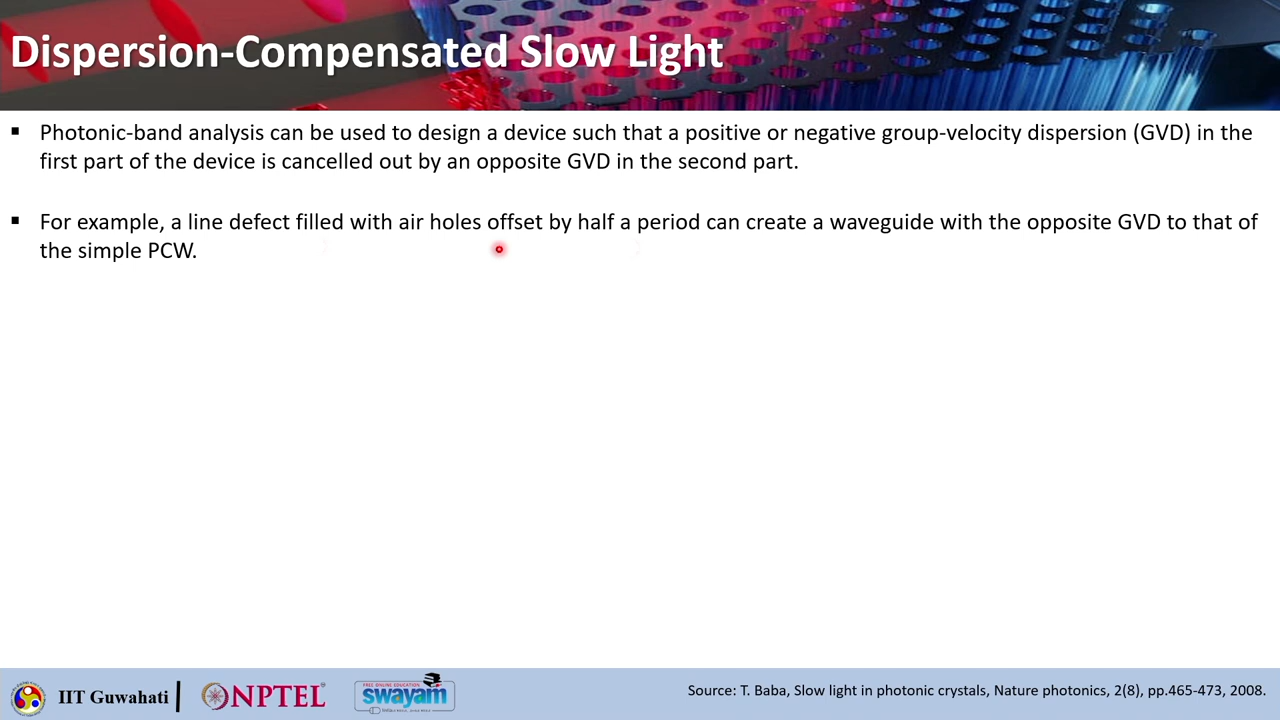 Dispersion-Compensated Slow Light
▪ Photonic-band analysis can be used to design a device such that a positive or negative group-velocity dispersion (GVD) in the
first part of the device is cancelled out by an opposite GVD in the second part.
▪ For example, a line defect filled with air holes offset by half a period can create a waveguide with the opposite GVD to that of
the simple PCW.
IIT Guwahati
NPTEL
FREE ONLINE EDUCATION
swayam
Source: T. Baba, Slow light in photonic crystals, Nature photonics, 2(8), pp.465-473, 2008.